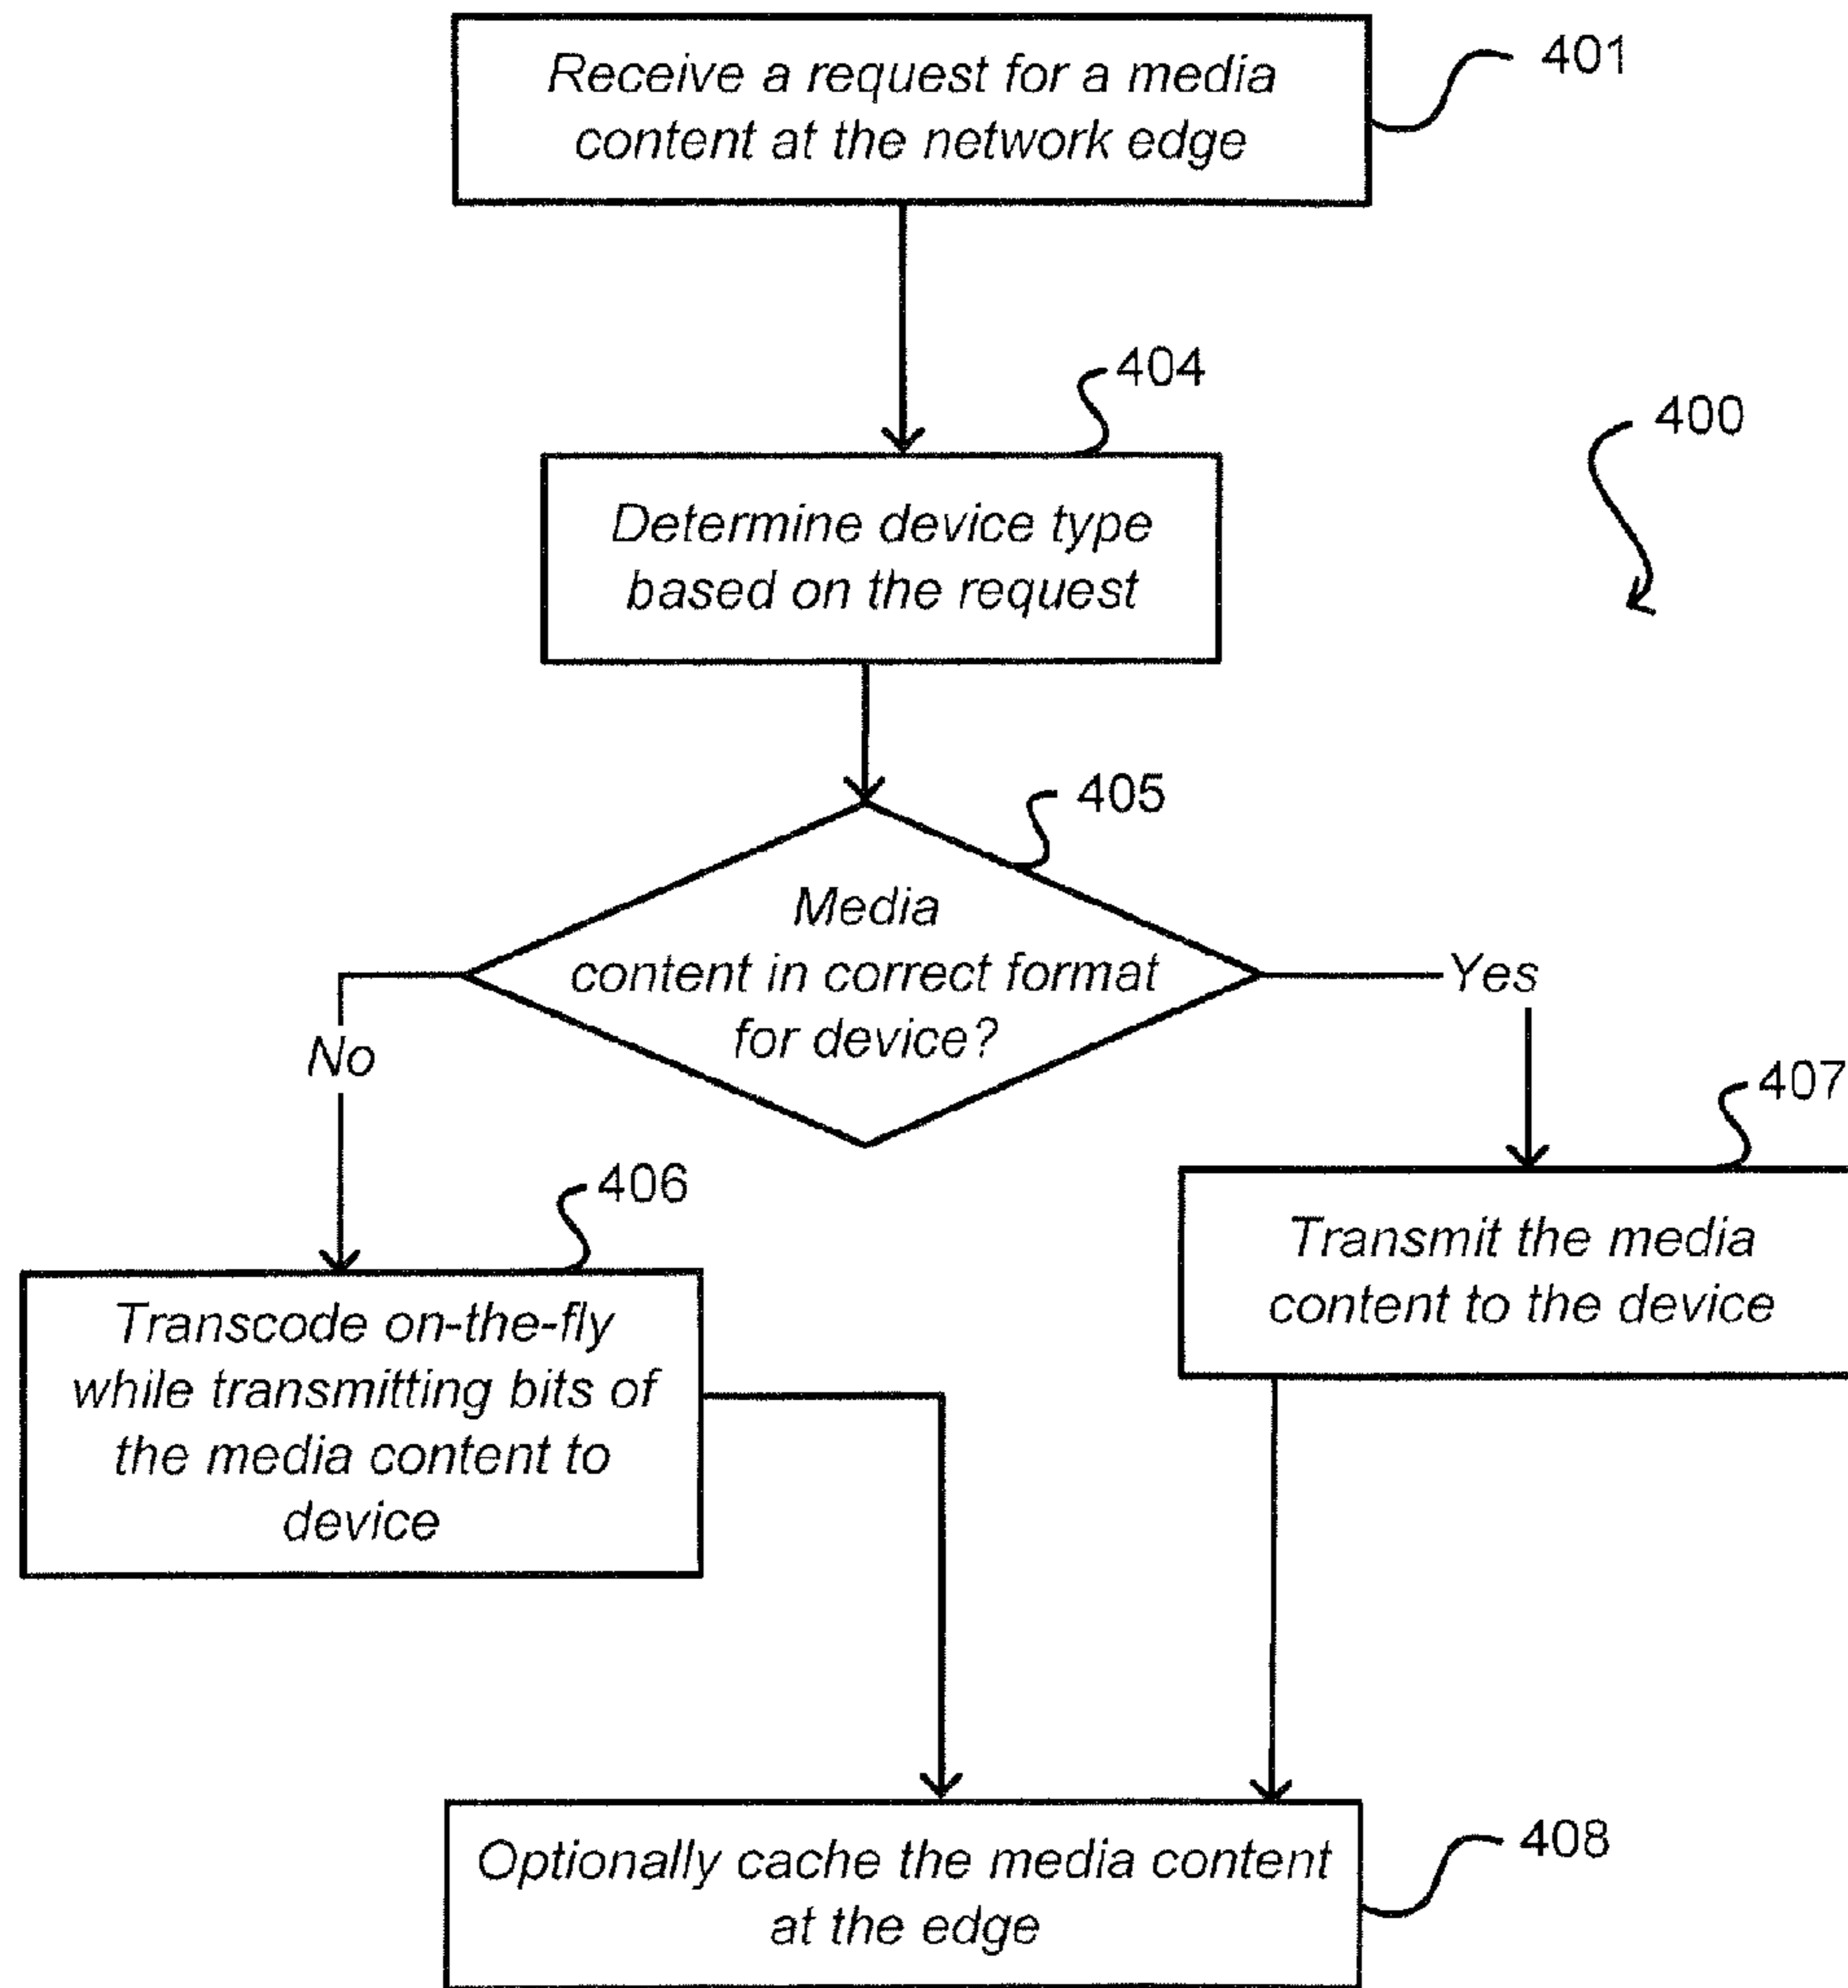 Receive a request for a media
content at the network edge
401
404
400
Determine device type
based on the request
405
Media
content in correct format
for device?
Yes
No
407
406
Transmit the media
content to the device
Transcode on-the-fly
while transmitting bits of
the media content to
device
408
Optionally cache the media content
at the edge